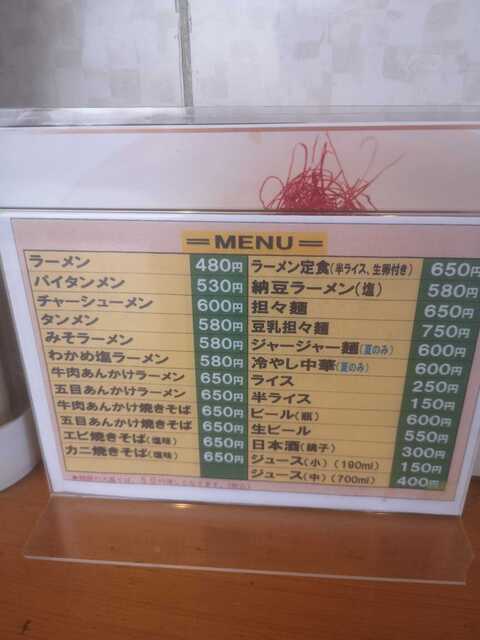 =MENU=
ラーメン 480円
パイタンメン 530円
チャーシューメン 600円
タンメン 580円
みそラーメン 580円
わかめ塩ラーメン 580円
牛肉あんかけラーメン 650円
五目あんかけラーメン 650円
牛肉あんかけ焼きそば 650円
五目あんかけ焼きそば 650円
エビ焼きそば(塩味) 650円
カニ焼きそば(塩味) 650円
ラーメン定食(半ライス、生卵付き) 650円
納豆ラーメン(塩) 580円
担々麺 650円
豆乳担々麺 750円
ジャージャー麺(夏のみ) 600円
冷やし中華(夏のみ) 600円
ライス 250円
半ライス 150円
ビール(瓶) 600円
生ビール 550円
日本酒(銚子) 300円
ジュース(小)(190ml) 150円
ジュース(中)(700ml) 400円